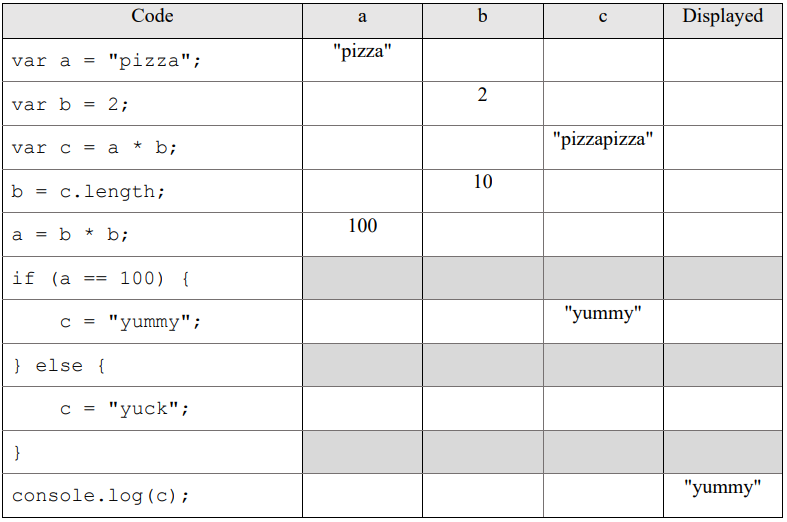 Code a b c Displayed
var a = "pizza"; "pizza"
var b = 2; 2
var c = a * b; "pizzapizza"
b = c.length; 10
a = b * b; 100
if (a == 100) {
c = "yummy"; "yummy"
} else {
c = "yuck";
}
console.log(c); "yummy"